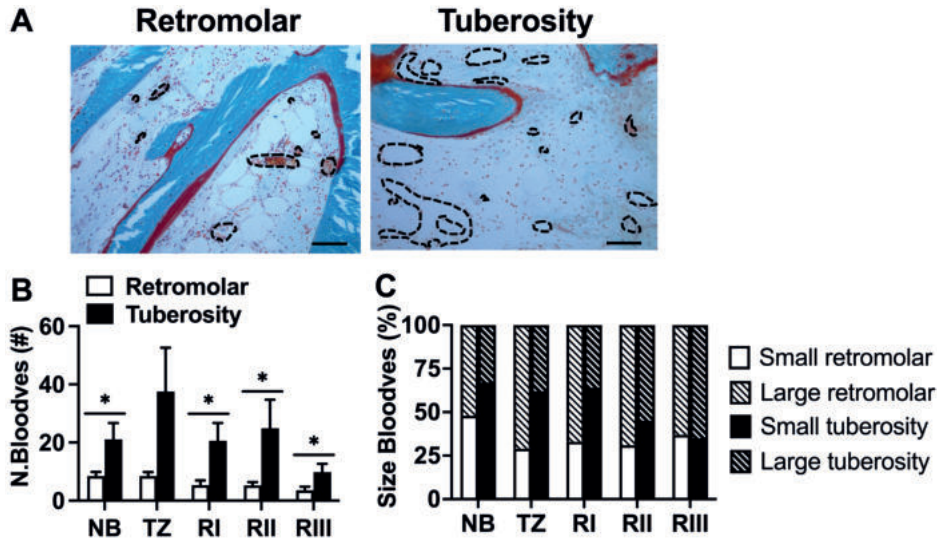 A
Retromolar
Tuberosity
B
Retromolar
Tuberosity
N.Bloodves (#)
60
40
20
0
*
*
*
*
NB
TZ
RI
RII
RIII
C
Size Bloodves (%)
100
75
50
25
0
NB
TZ
RI
RII
RIII
Small retromolar
Large retromolar
Small tuberosity
Large tuberosity